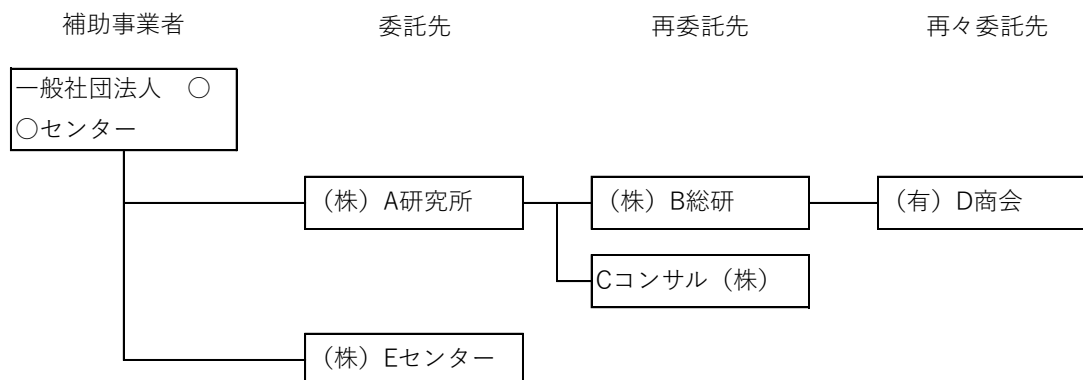 補助事業者 委託先 再委託先 再々委託先
一般社団法人　○
○センター
（株）A研究所 （株）B総研 （有）D商会
Cコンサル（株）
（株）Eセンター